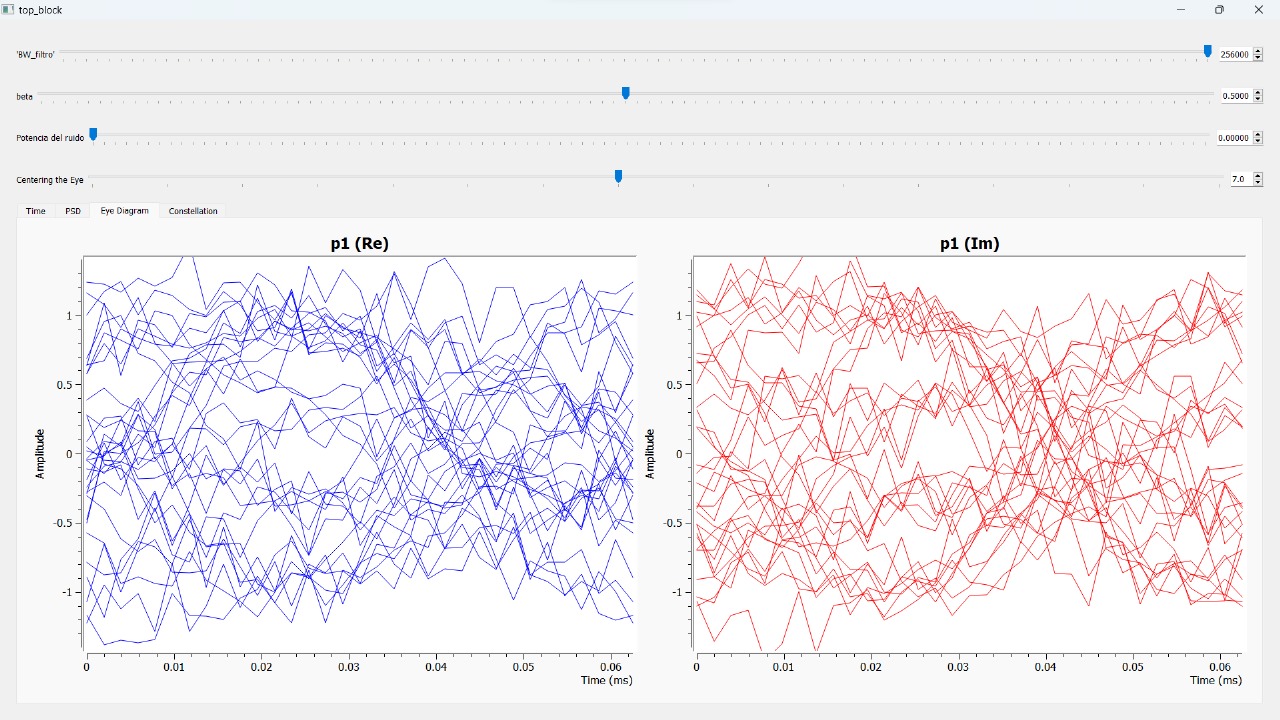 top_block
'BW_filtro' 256000
beta 0.5000
Potencia del ruido 0.00000
Centering the Eye 7.0
Time PSD Eye Diagram Constellation
p1 (Re)
1
0.5
0
-0.5
-1
Amplitude
0 0.01 0.02 0.03 0.04 0.05 0.06
Time (ms)
p1 (Im)
1
0.5
0
-0.5
-1
Amplitude
0 0.01 0.02 0.03 0.04 0.05 0.06
Time (ms)